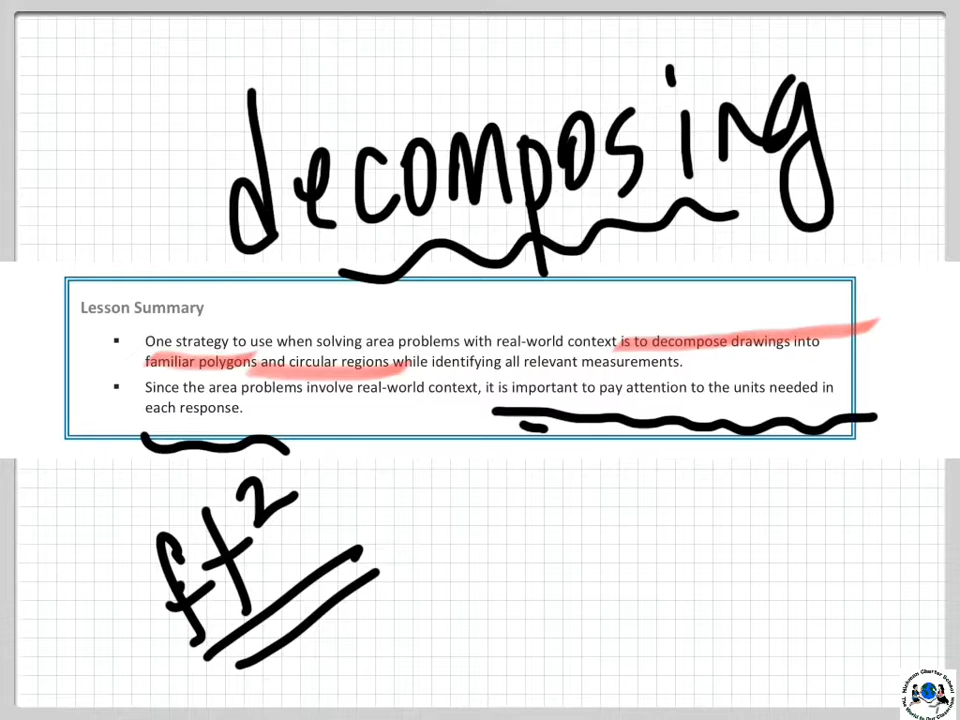 decomposing
Lesson Summary
▪ One strategy to use when solving area problems with real-world context is to decompose drawings into
familiar polygons and circular regions while identifying all relevant measurements.
▪ Since the area problems involve real-world context, it is important to pay attention to the units needed in
each response.
ft²